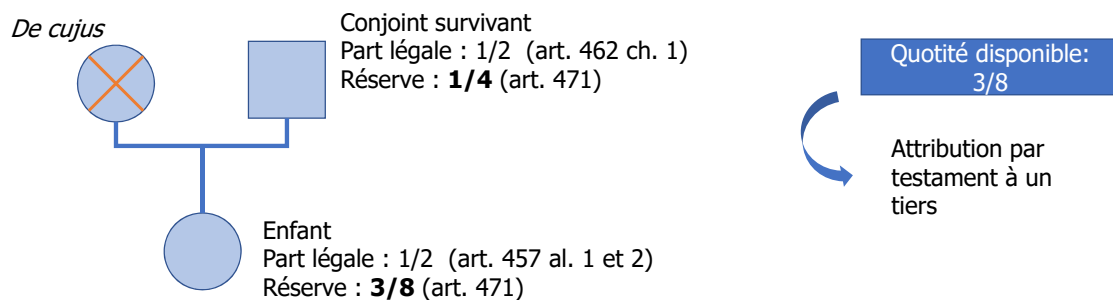 De cujus
Conjoint survivant
Part légale : 1/2 (art. 462 ch. 1)
Réserve : 1/4 (art. 471)
Quotité disponible:
3/8
Attribution par
testament à un
tiers
Enfant
Part légale : 1/2 (art. 457 al. 1 et 2)
Réserve : 3/8 (art. 471)